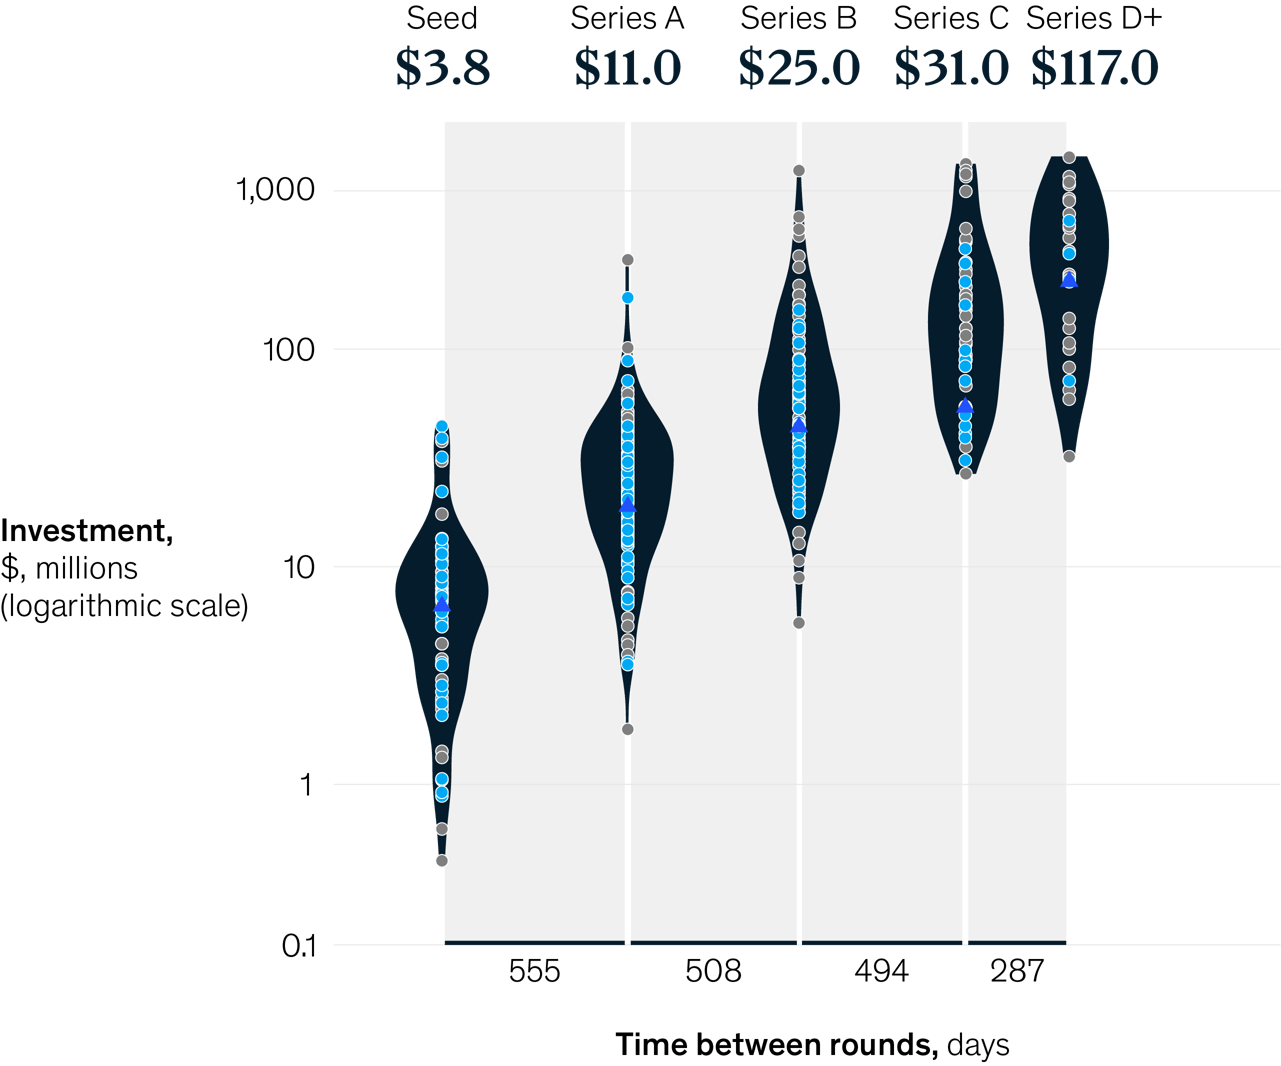 Seed Series A Series B Series C Series D+
$3.8 $11.0 $25.0 $31.0 $117.0
1,000
100
Investment,
$, millions
(logarithmic scale)
10
1
0.1
555 508 494 287
Time between rounds, days